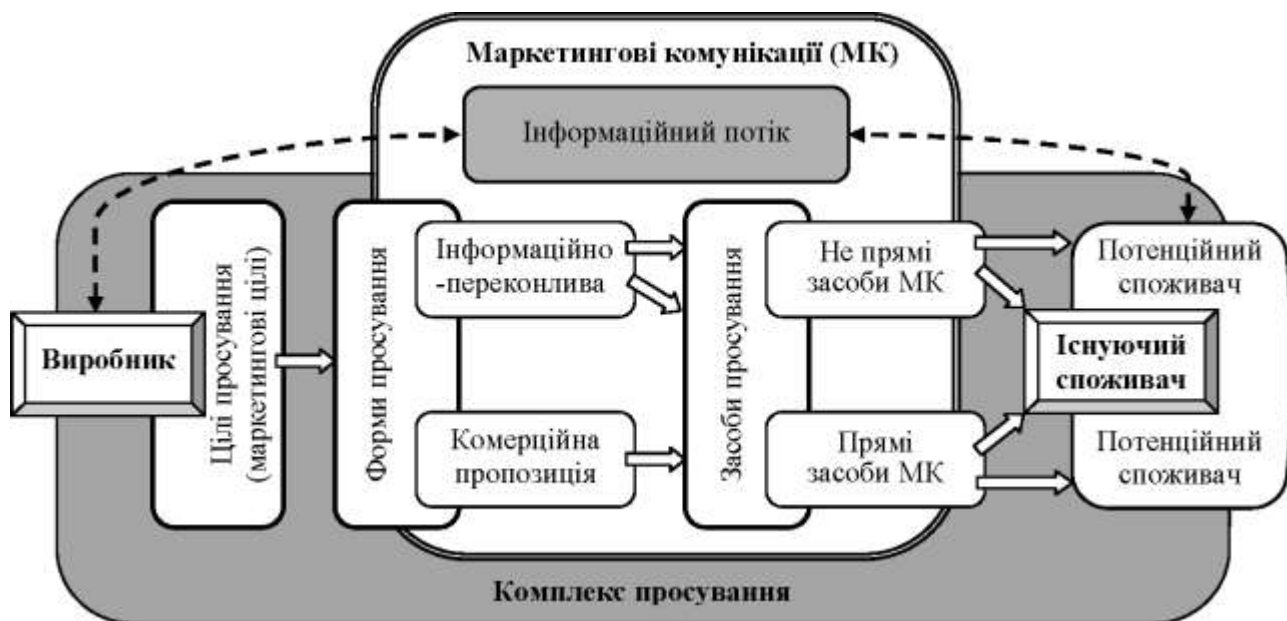 Маркетингові комунікації (МК)
Інформаційний потік
Виробник
Цілі просування
(маркетингові цілі)
Форми просування
Інформаційно
-переконлива
Комерційна
пропозиція
Засоби просування
Не прямі
засоби МК
Прямі
засоби МК
Потенційний
споживач
Існуючий
споживач
Потенційний
споживач
Комплекс просування